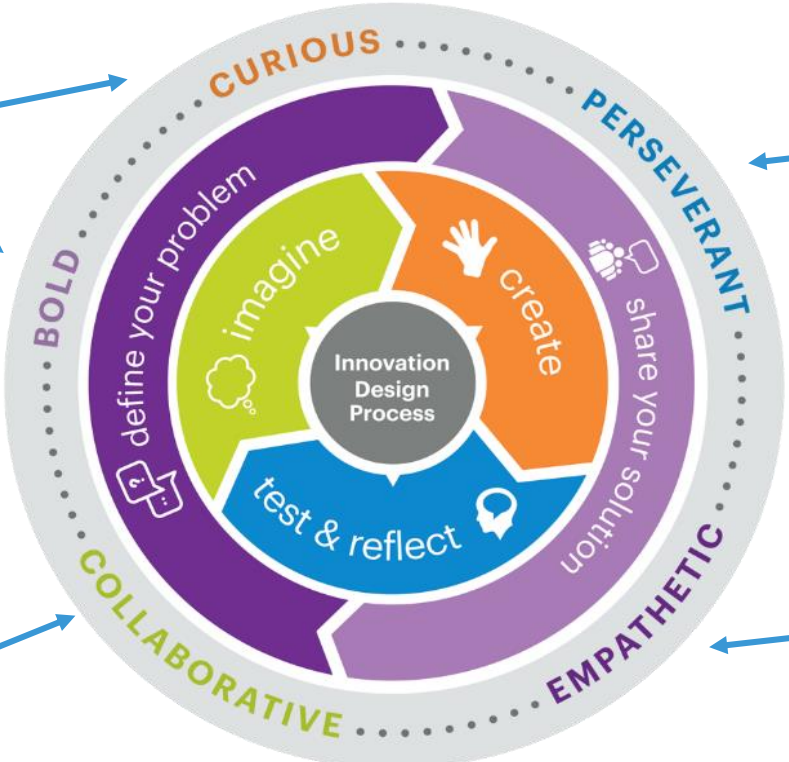 CURIOUS
PERSEVERANT
EMPATHETIC
COLLABORATIVE
BOLD
define your problem
share your solution
imagine
create
test & reflect
Innovation
Design
Process